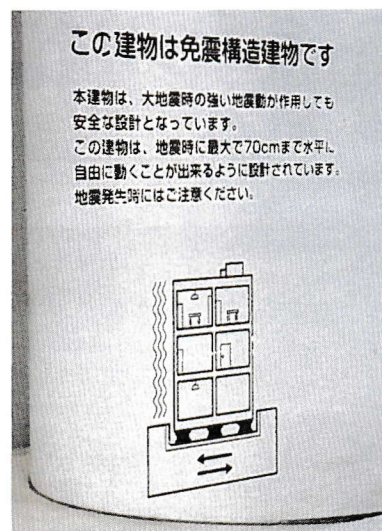 この建物は免震構造建物です
本建物は、大地震時の強い地震動が作用しても
安全な設計となっています。
この建物は、地震時に最大で70cmまで水平に
自由に動くことが出来るように設計されています。
地震発生時にはご注意ください。